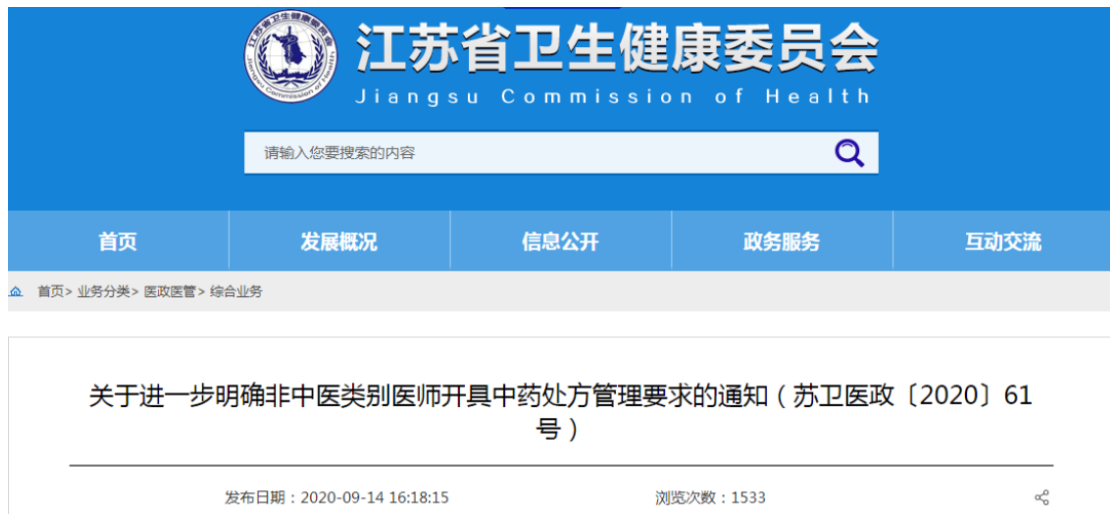 江苏省卫生健康委员会
Jiangsu Commission of Health
请输入您要搜索的内容
首页 发展概况 信息公开 政务服务 互动交流
首页> 业务分类> 医政医管> 综合业务
关于进一步明确非中医类别医师开具中药处方管理要求的通知（苏卫医政〔2020〕61
号）
发布日期：2020-09-14 16:18:15 浏览次数：1533